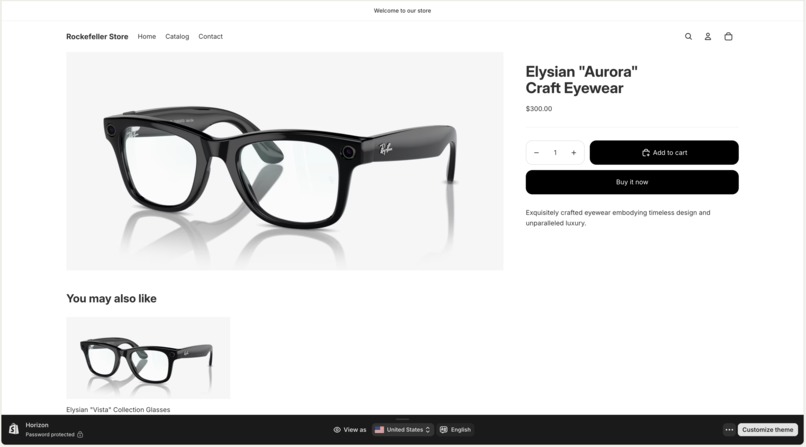 Welcome to our store
Rockefeller Store Home Catalog Contact
Ray-Ban
Elysian "Aurora"
Craft Eyewear
$300.00
1
Add to cart
Buy it now
Exquisitely crafted eyewear embodying timeless design and
unparalleled luxury.
You may also like
Elysian "Vista" Collection Glasses
Horizon
Password protected
View as
United States
English
Customize theme